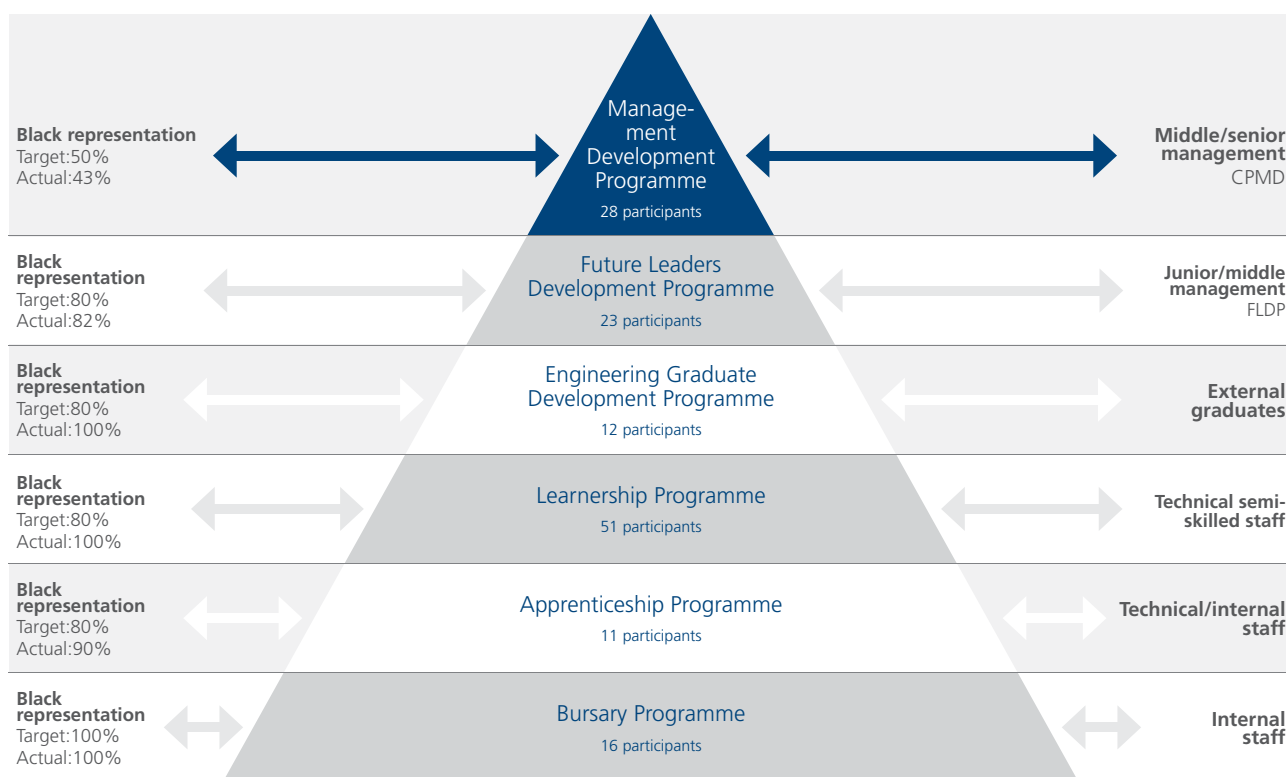 Black representation
Target:50%
Actual:43%
Manage-
ment
Development
Programme
28 participants
Middle/senior
management
CPMD
Black
representation
Target:80%
Actual:82%
Future Leaders
Development Programme
23 participants
Junior/middle
management
FLDP
Black
representation
Target:80%
Actual:100%
Engineering Graduate
Development Programme
12 participants
External
graduates
Black
representation
Target:80%
Actual:100%
Learnership Programme
51 participants
Technical semi-
skilled staff
Black
representation
Target:80%
Actual:90%
Apprenticeship Programme
11 participants
Technical/internal
staff
Black
representation
Target:100%
Actual:100%
Bursary Programme
16 participants
Internal
staff